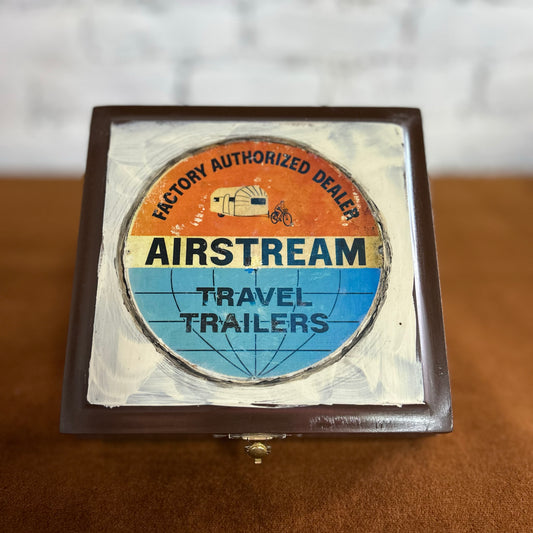 FACTORY AUTHORIZED DEALER
AIRSTREAM
TRAVEL
TRAILERS